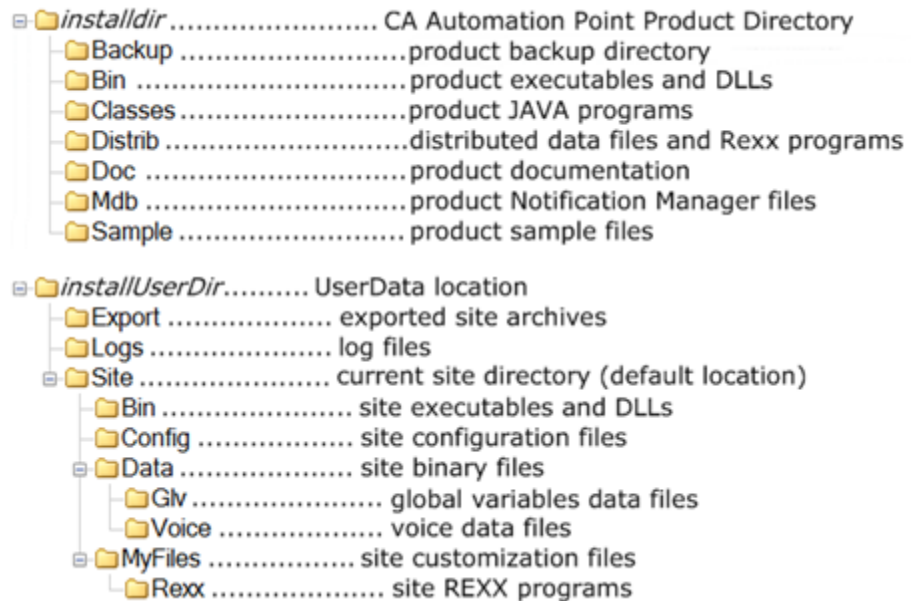 installdir ........................ CA Automation Point Product Directory
Backup ..........................product backup directory
Bin ..............................product executables and DLLs
Classes ..........................product JAVA programs
Distrib ............................distributed data files and Rexx programs
Doc .............................. product documentation
Mdb ..............................product Notification Manager files
Sample .......................... product sample files
installUserDir.......... UserData location
Export .................... exported site archives
Logs ...................... log files
Site ........................ current site directory (default location)
Bin ...................... site executables and DLLs
Config .................. site configuration files
Data .................... site binary files
Glv ...................... global variables data files
Voice ................... voice data files
MyFiles ................. site customization files
Rexx .................... site REXX programs